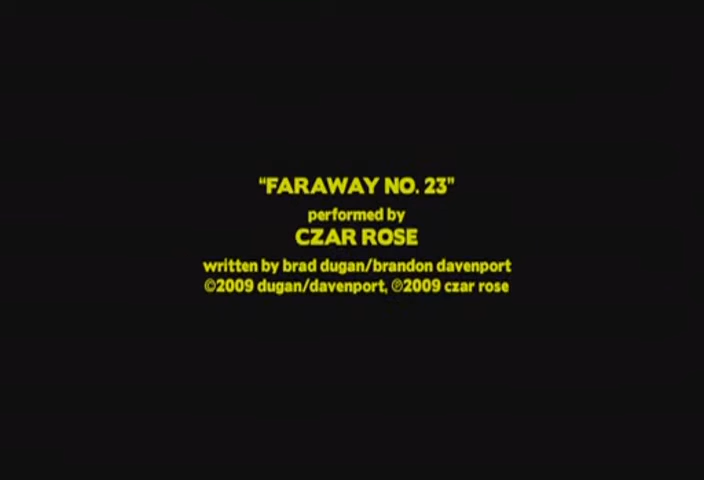 “FARAWAY NO. 23”
performed by
CZAR ROSE
written by brad dugan/brandon davenport
©2009 dugan/davenport, ℗2009 czar rose